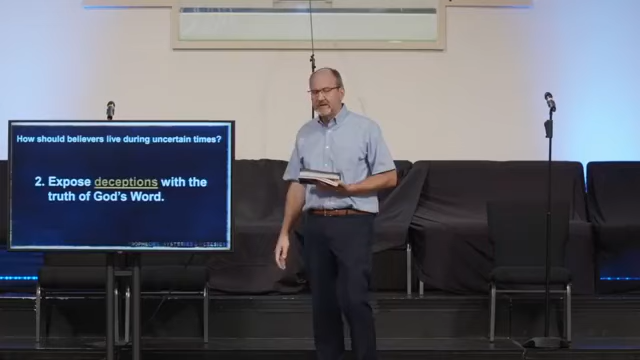 How should believers live during uncertain times?
2. Expose deceptions with the
truth of God's Word.